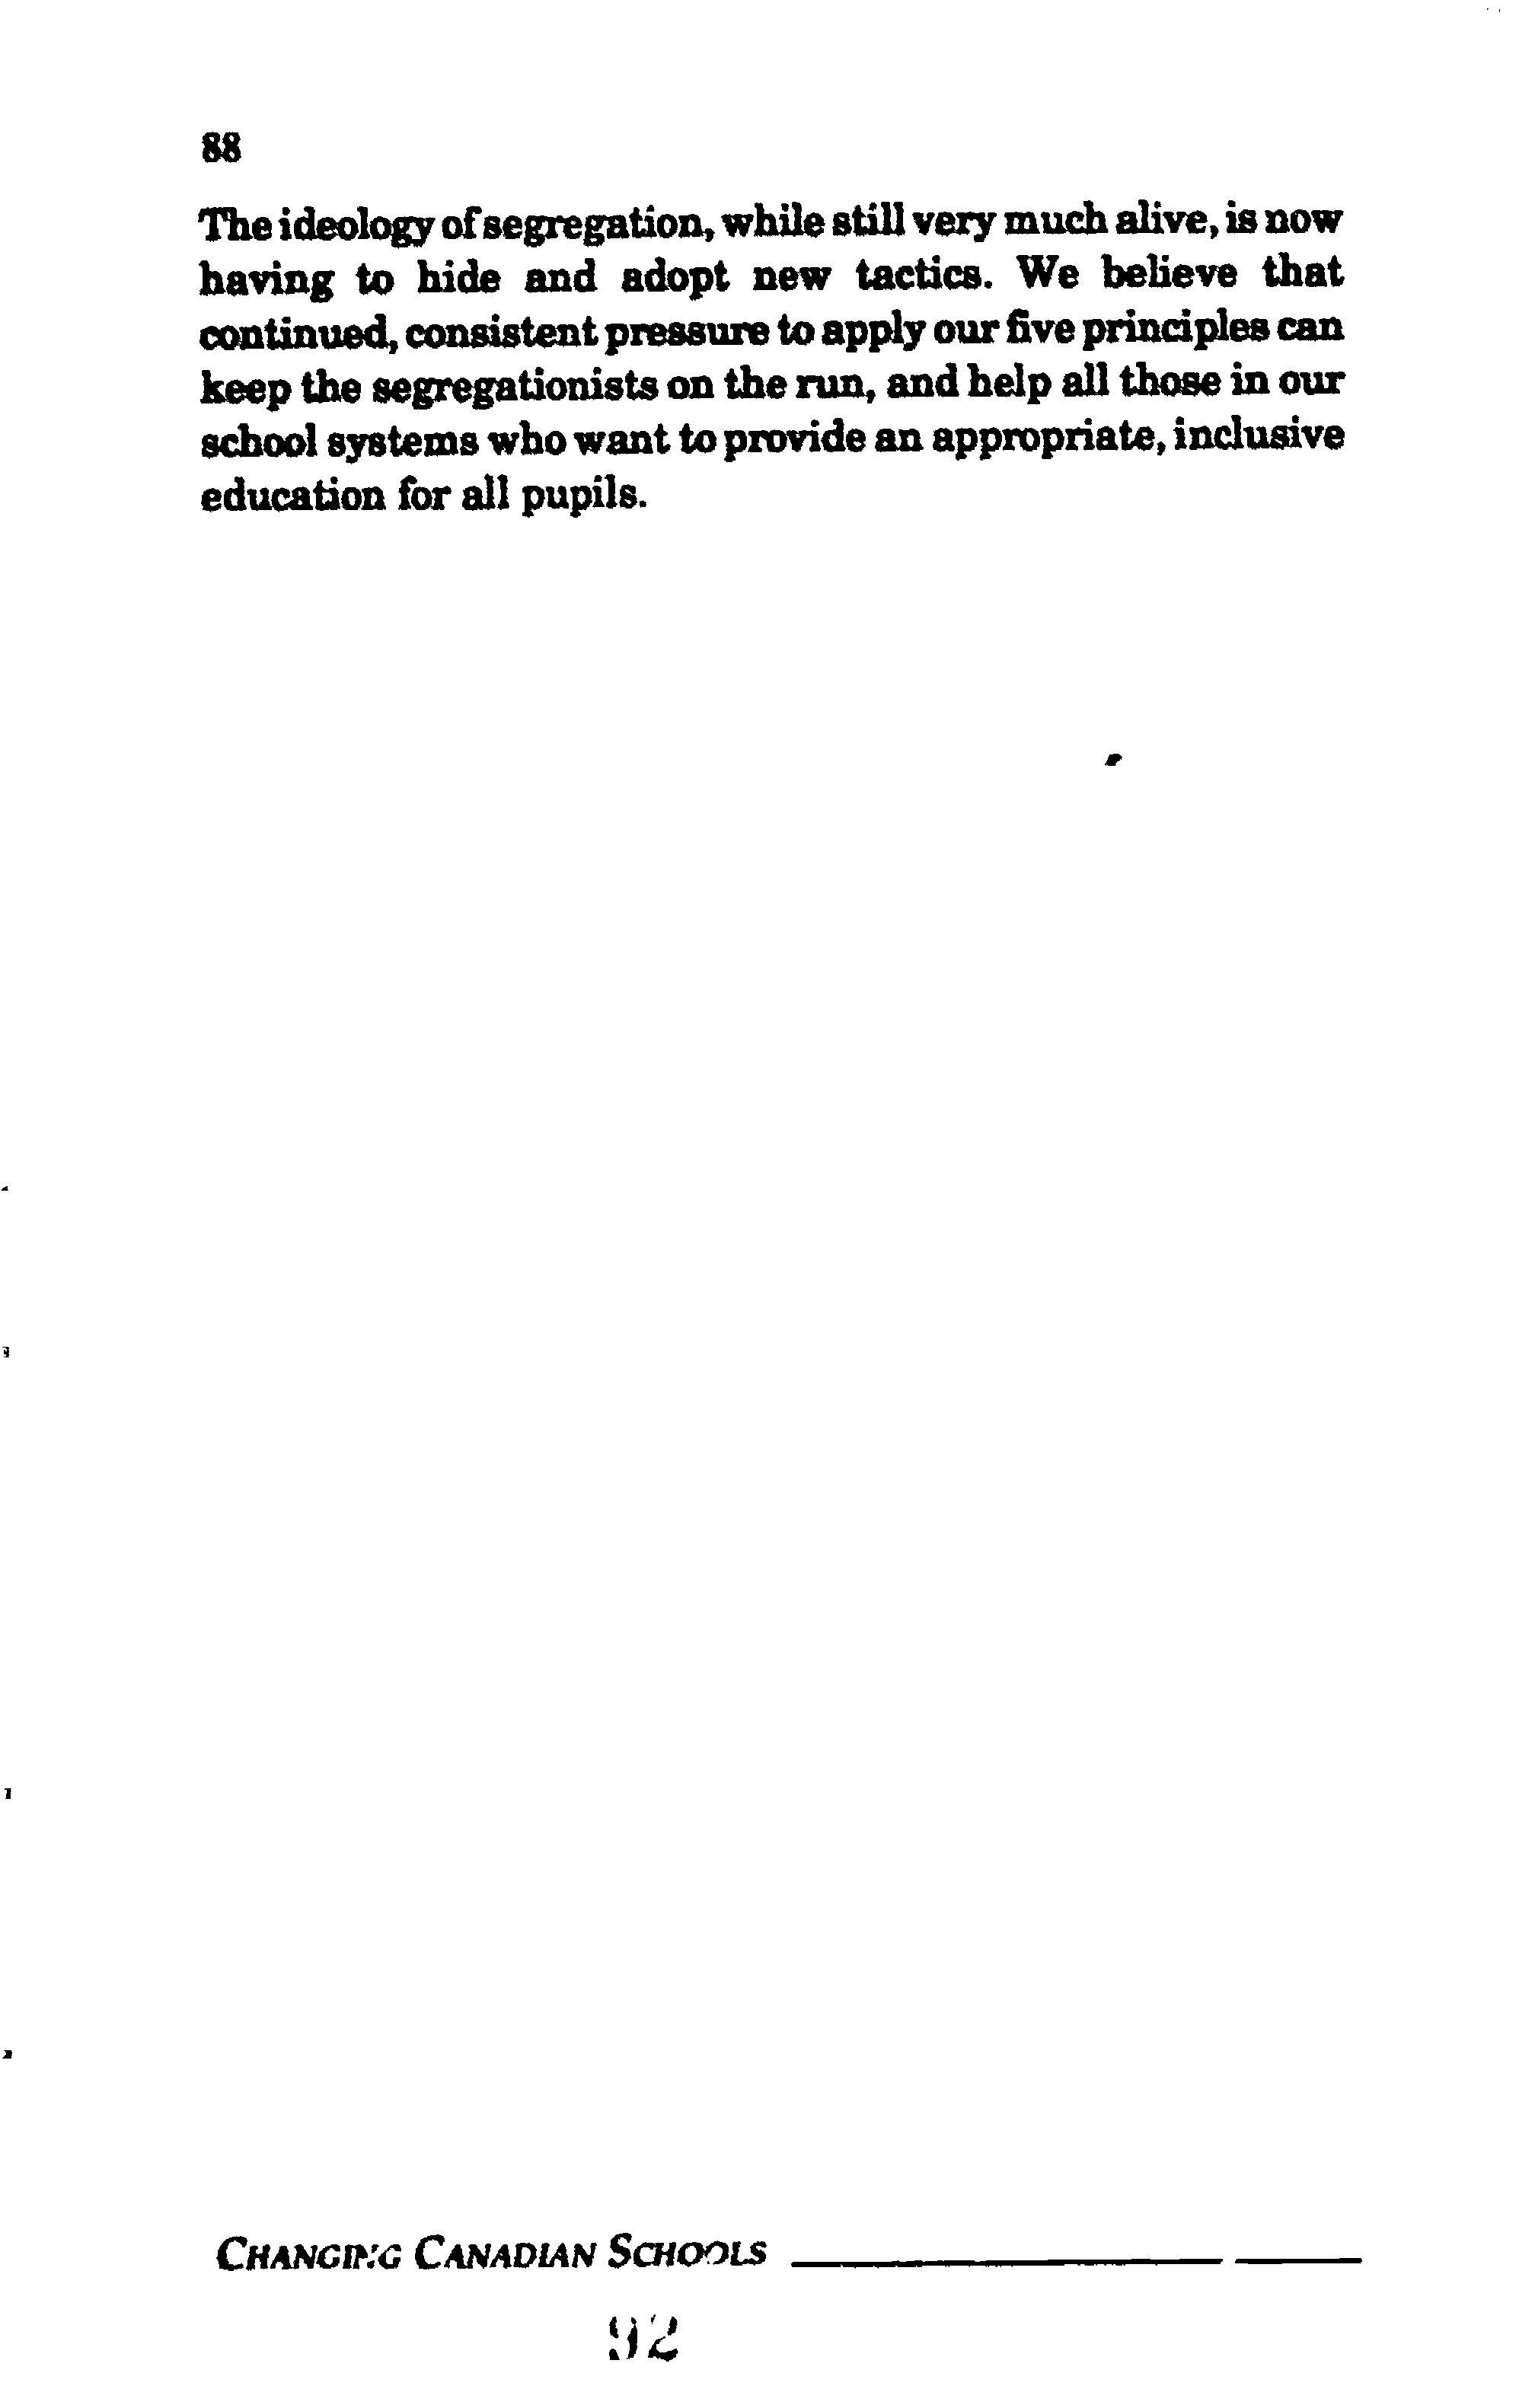 88
The ideology of segregation, while still very much alive, is now
having to hide and adopt new tactics. We believe that
continued, consistent pressure to apply our five principles can
keep the segregationists on the run, and help all those in our
school systems who want to provide an appropriate, inclusive
education for all pupils.
CHANGING CANADIAN SCHOOLS
92